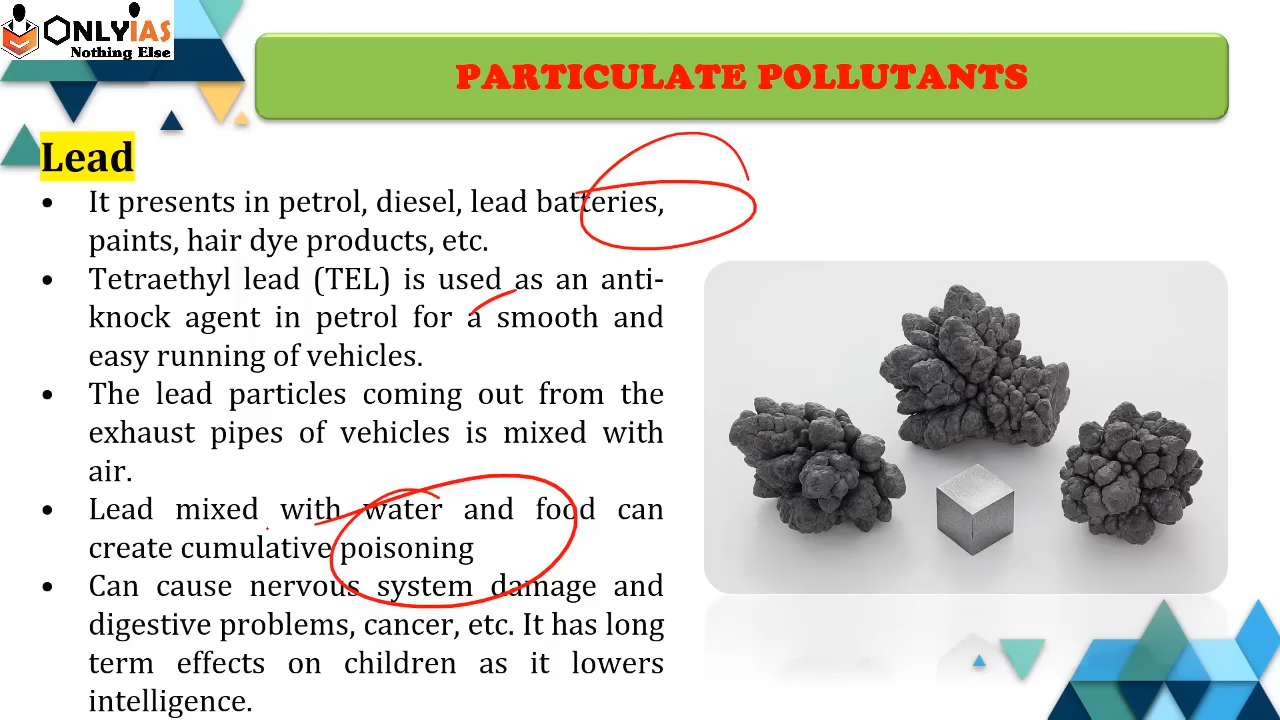 ONLYIAS
Nothing Else
PARTICULATE POLLUTANTS
Lead
• It presents in petrol, diesel, lead batteries,
paints, hair dye products, etc.
• Tetraethyl lead (TEL) is used as an anti-
knock agent in petrol for a smooth and
easy running of vehicles.
• The lead particles coming out from the
exhaust pipes of vehicles is mixed with
air.
• Lead mixed with water and food can
create cumulative poisoning
• Can cause nervous system damage and
digestive problems, cancer, etc. It has long
term effects on children as it lowers
intelligence.